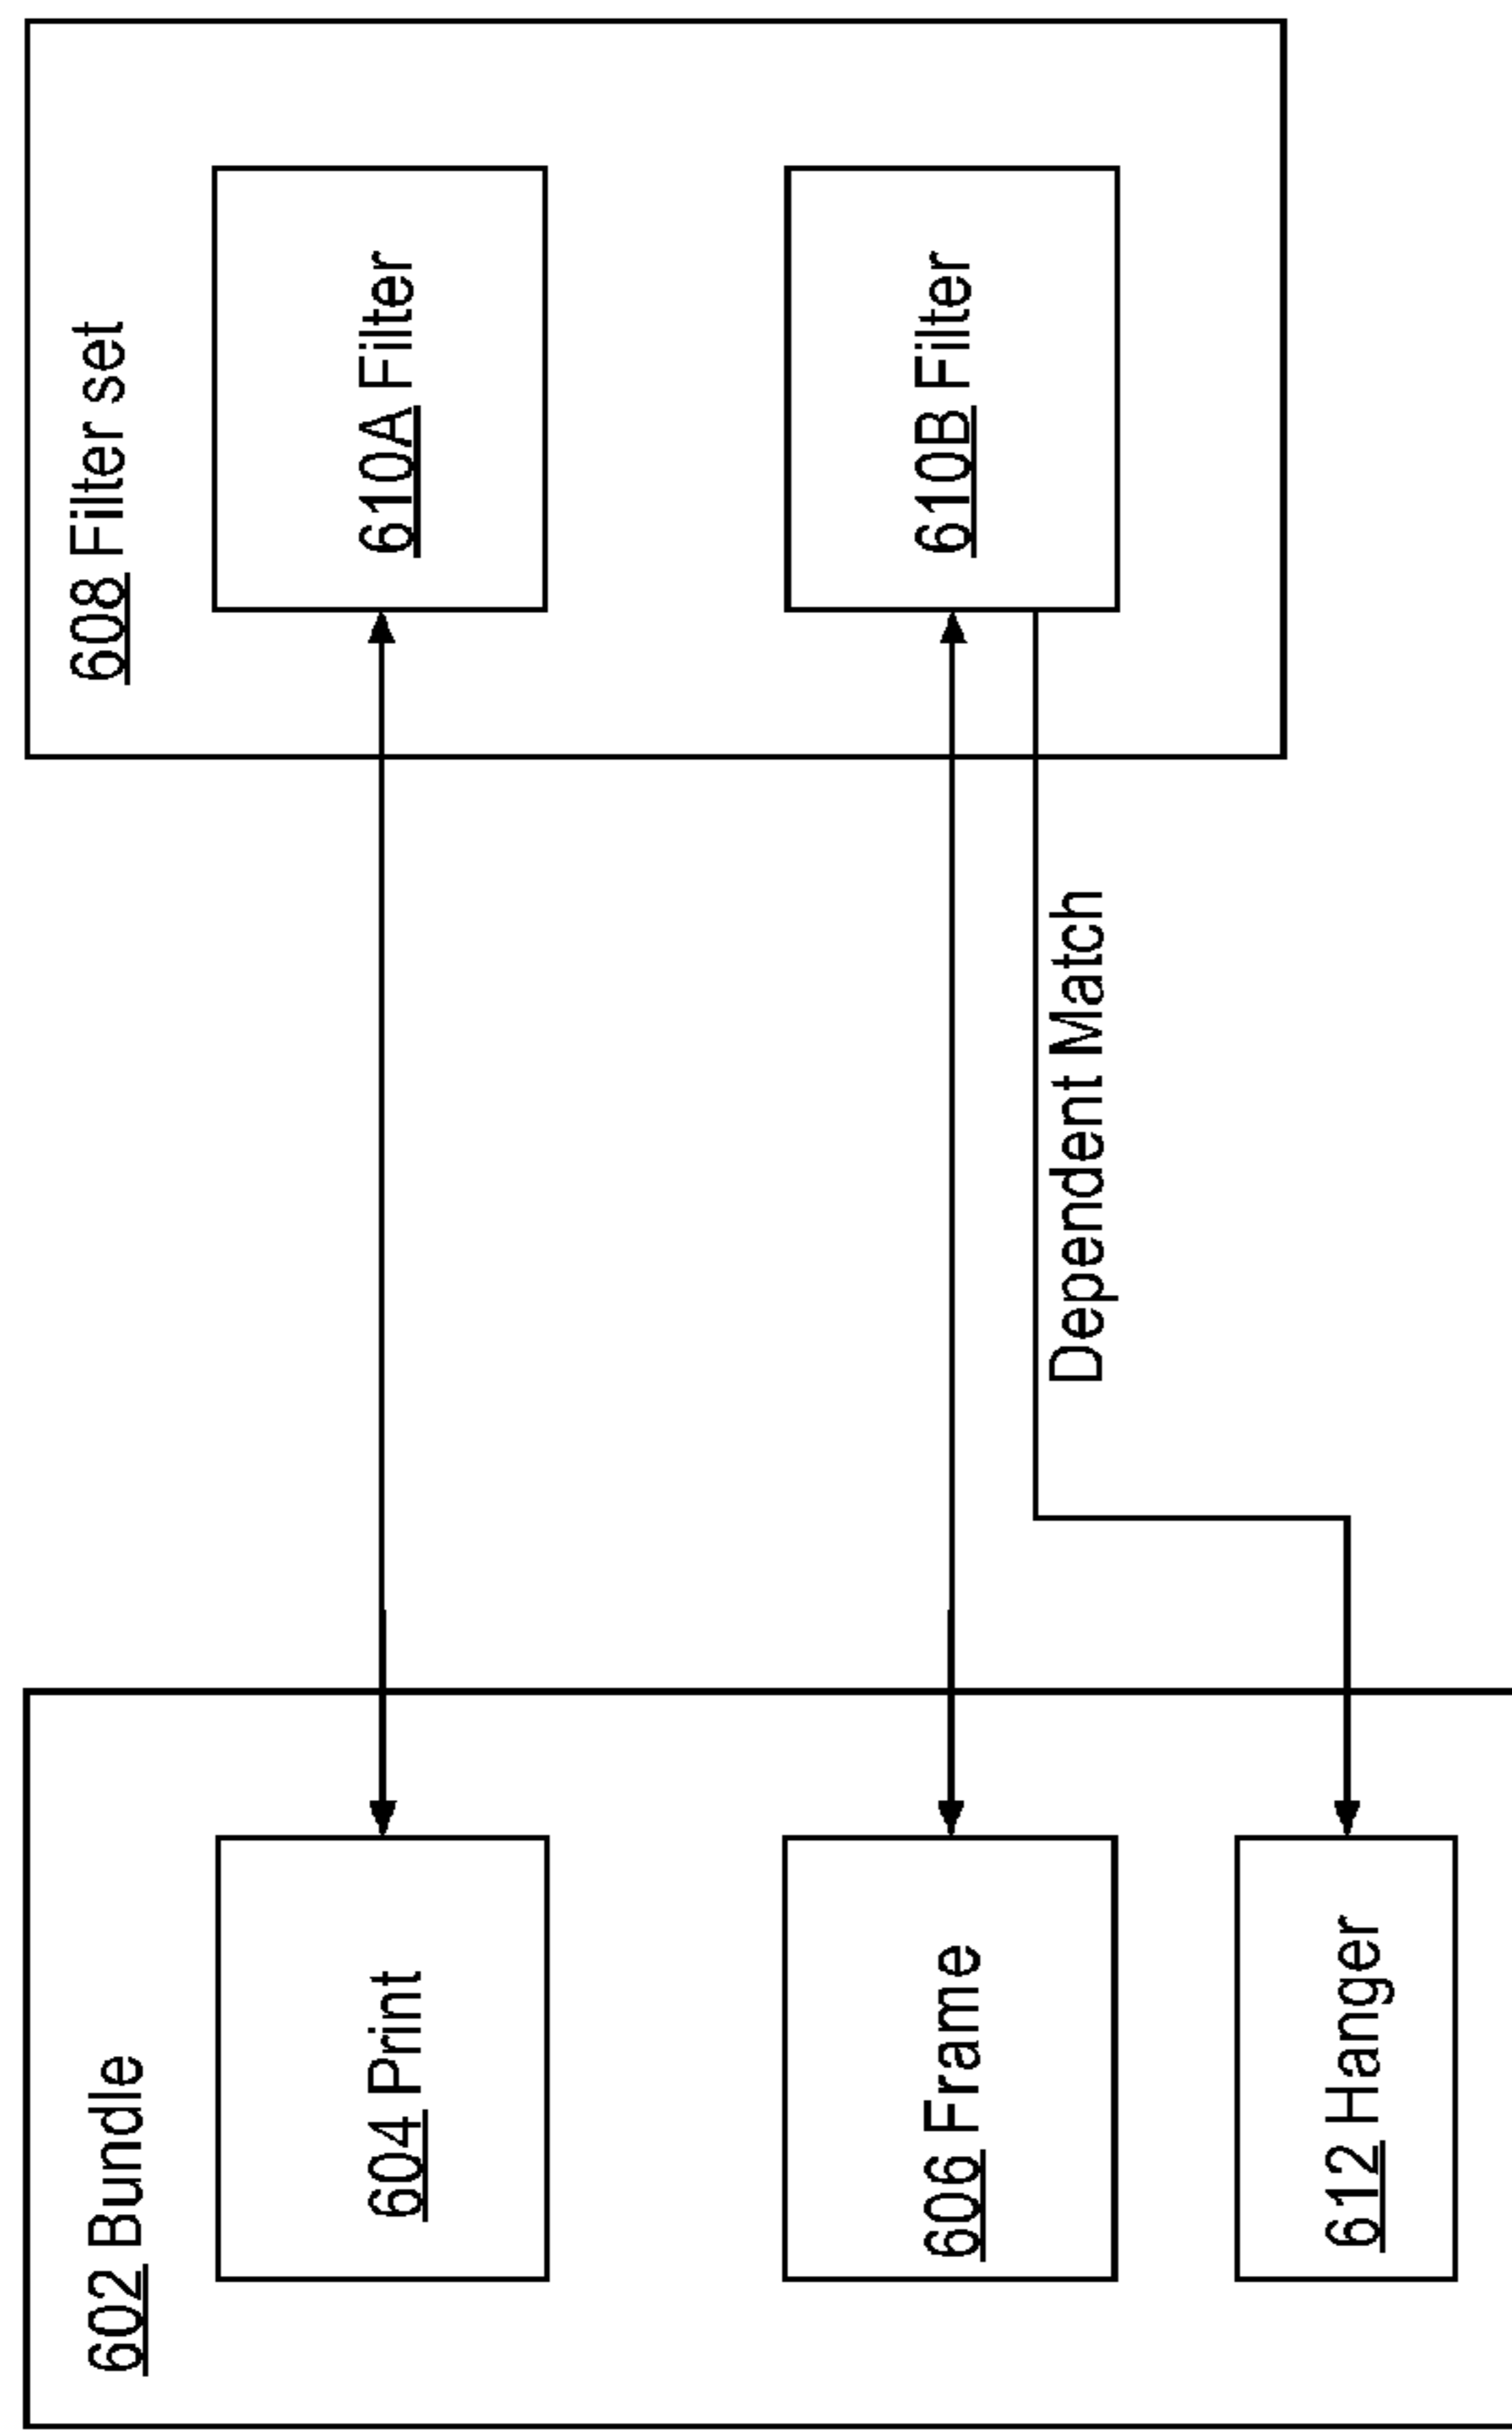 602 Bundle
604 Print
606 Frame
612 Hanger
Dependent Match
608 Filter set
610A Filter
610B Filter